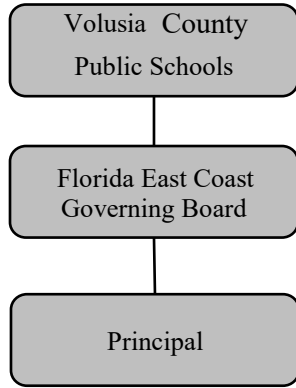 Volusia County
Public Schools
Florida East Coast
Governing Board
Principal